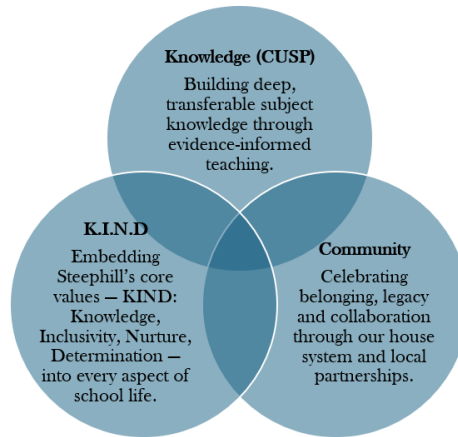 Knowledge (CUSP)
Building deep,
transferable subject
knowledge through
evidence-informed
teaching.
K.I.N.D
Embedding
Steephill’s core
values — KIND:
Knowledge,
Inclusivity, Nurture,
Determination —
into every aspect of
school life.
Community
Celebrating
belonging, legacy
and collaboration
through our house
system and local
partnerships.